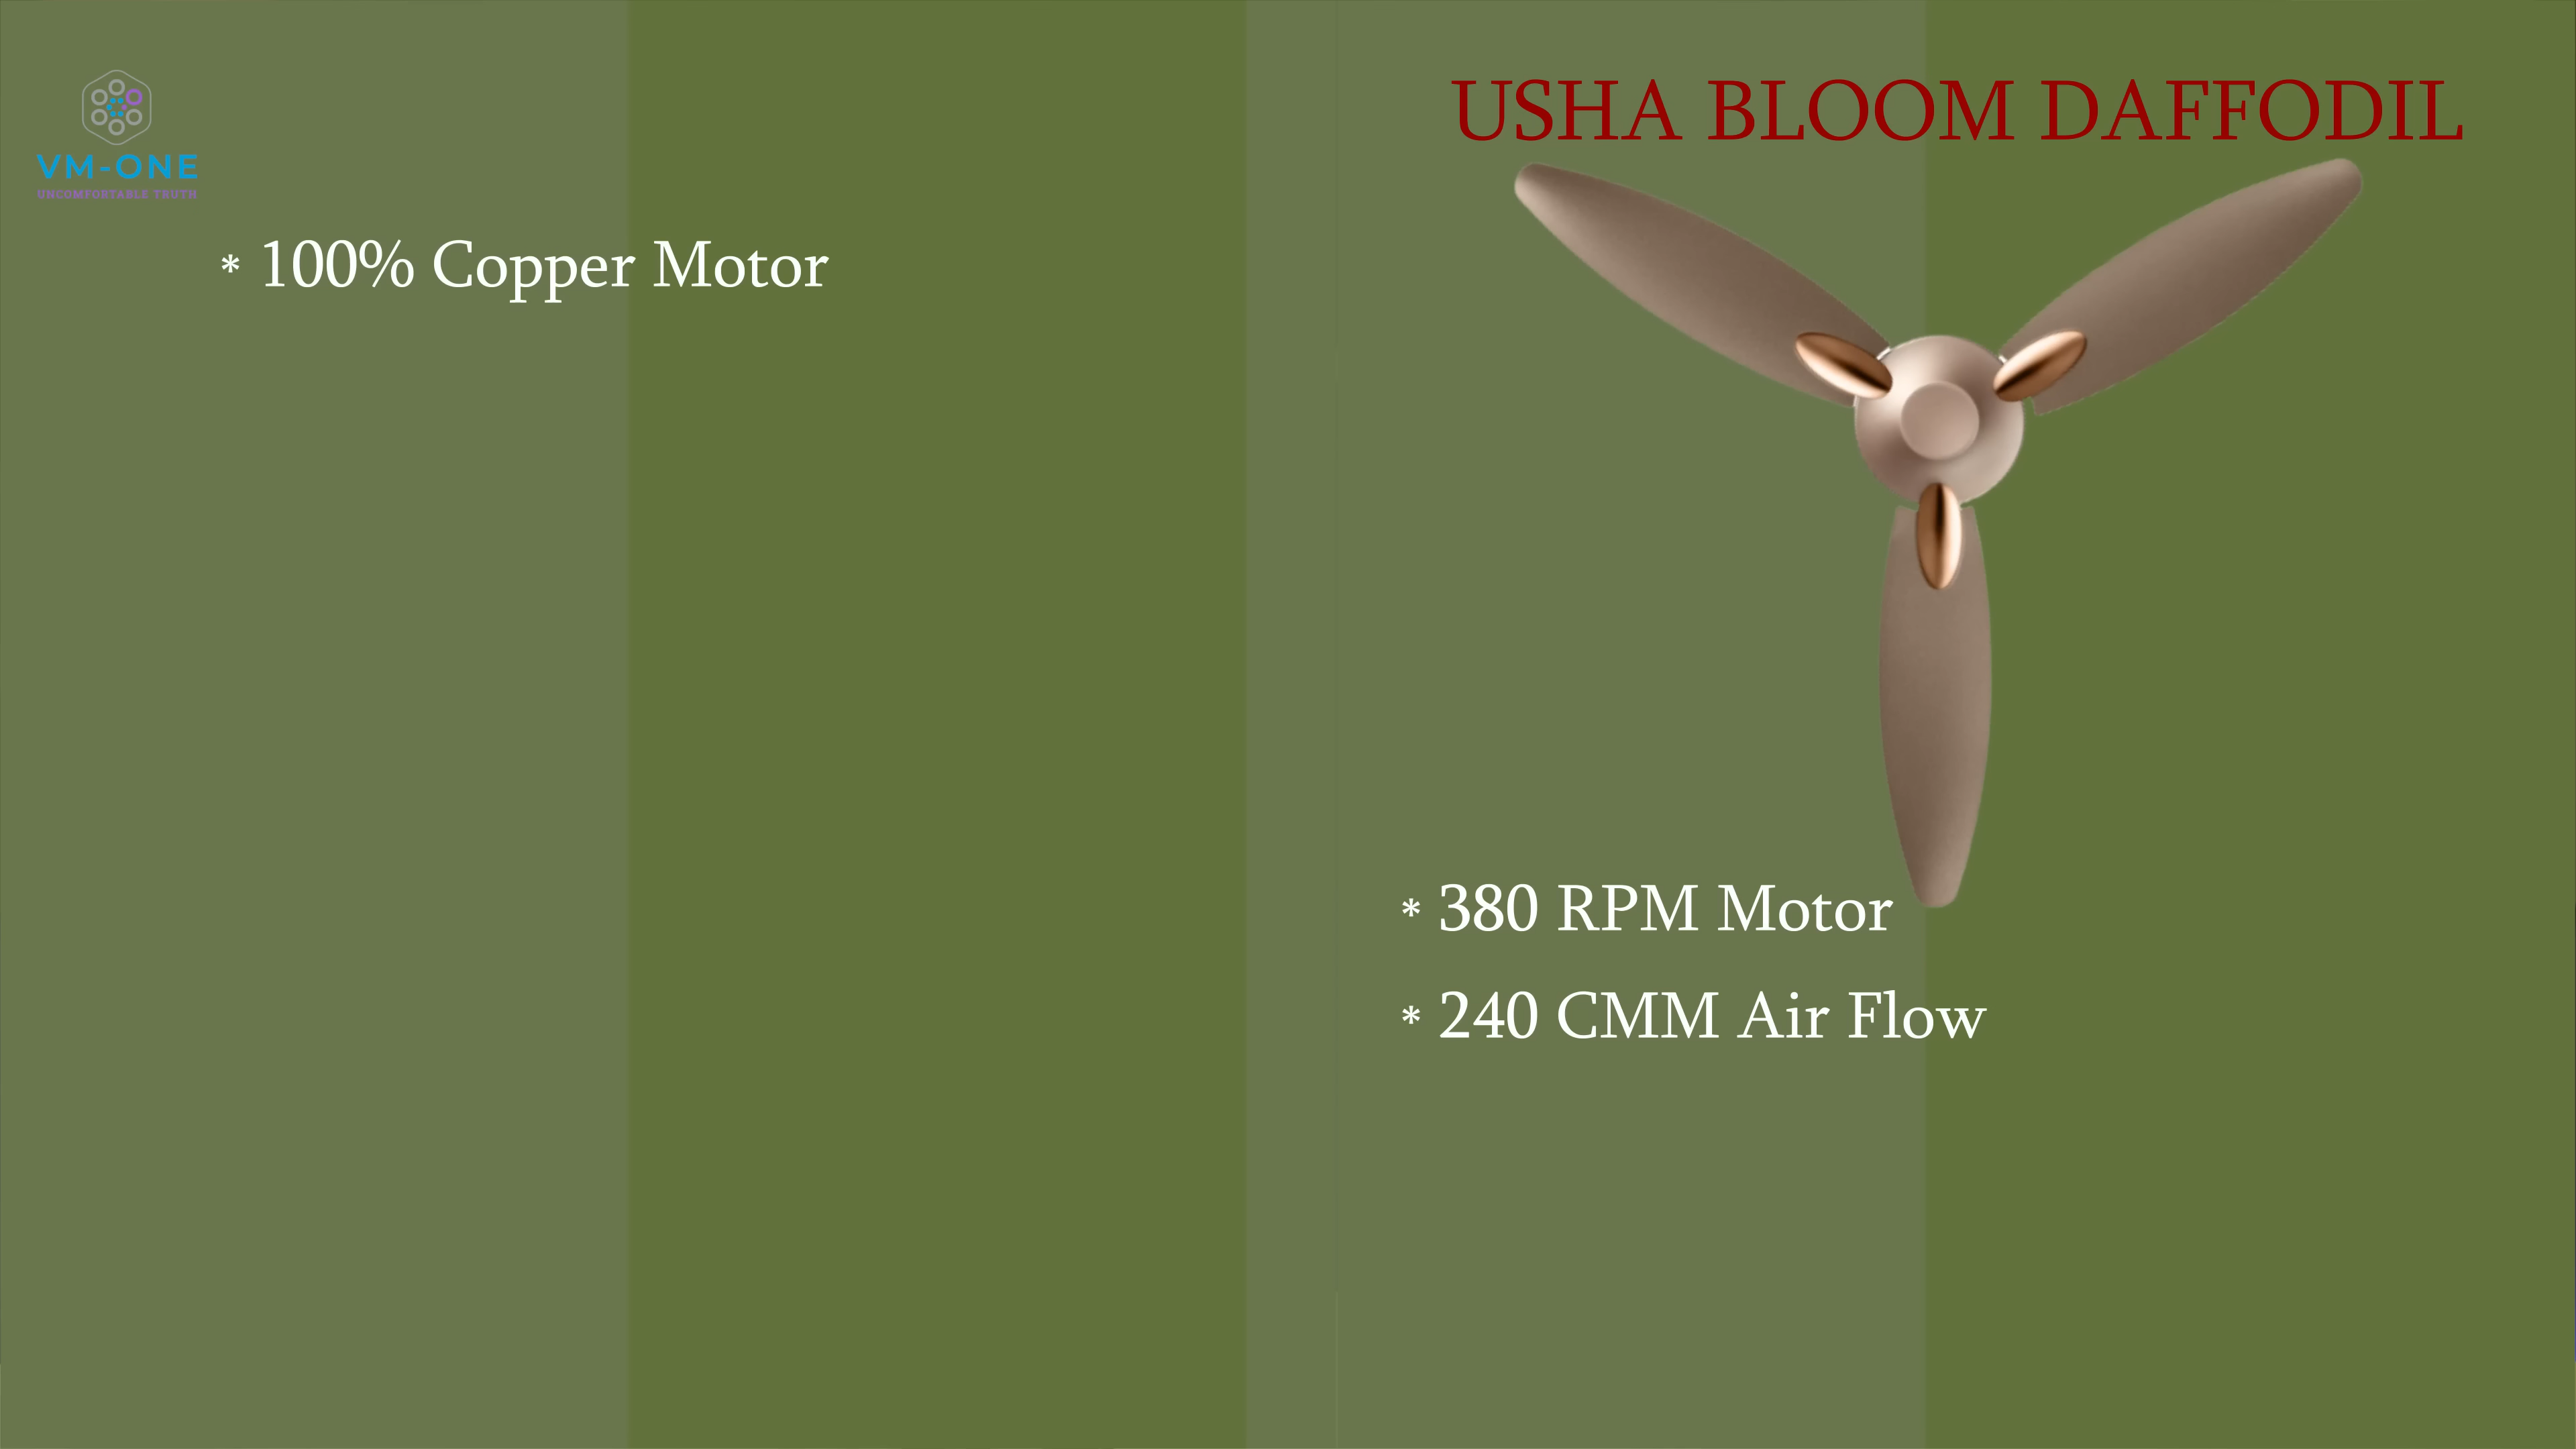 VM-ONE
UNCOMFORTABLE TRUTH
USHA BLOOM DAFFODIL
* 100% Copper Motor
* 380 RPM Motor
* 240 CMM Air Flow